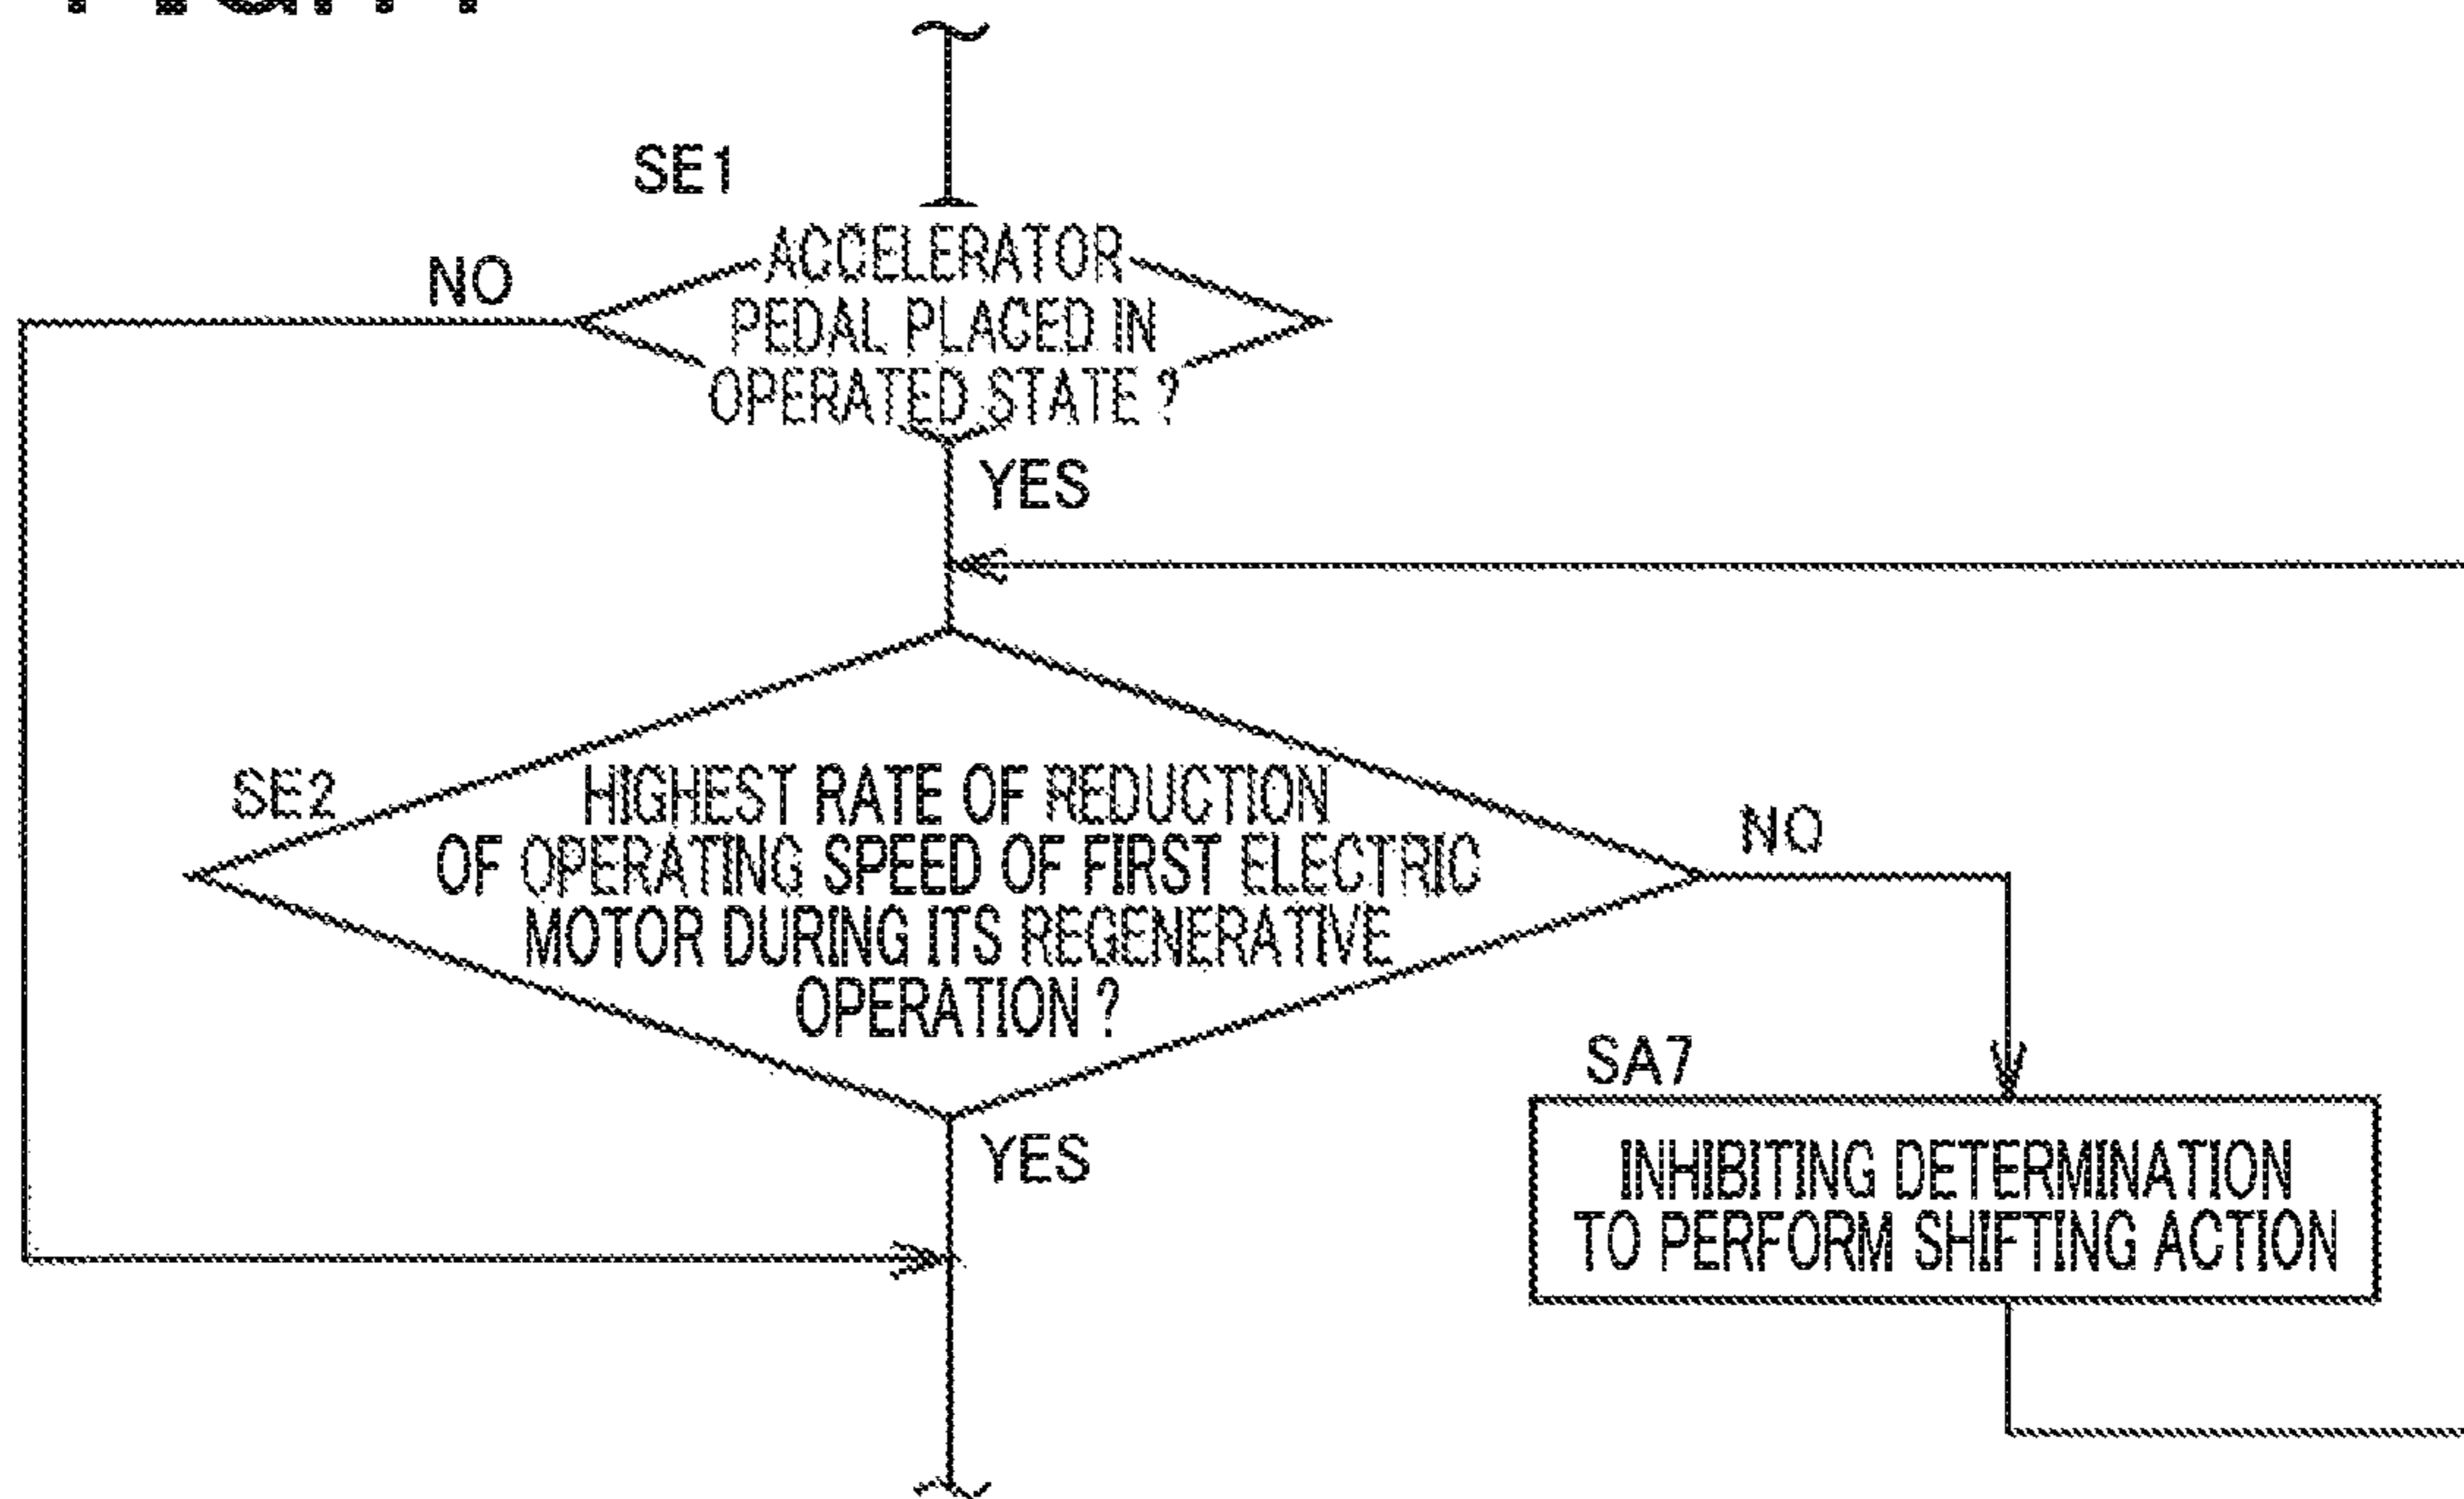 SE1
NO
ACCELERATOR
PEDAL PLACED IN
OPERATED STATE ?
YES
SE2
HIGHEST RATE OF REDUCTION
OF OPERATING SPEED OF FIRST ELECTRIC
MOTOR DURING ITS REGENERATIVE
OPERATION ?
NO
YES
SA7
INHIBITING DETERMINATION
TO PERFORM SHIFTING ACTION